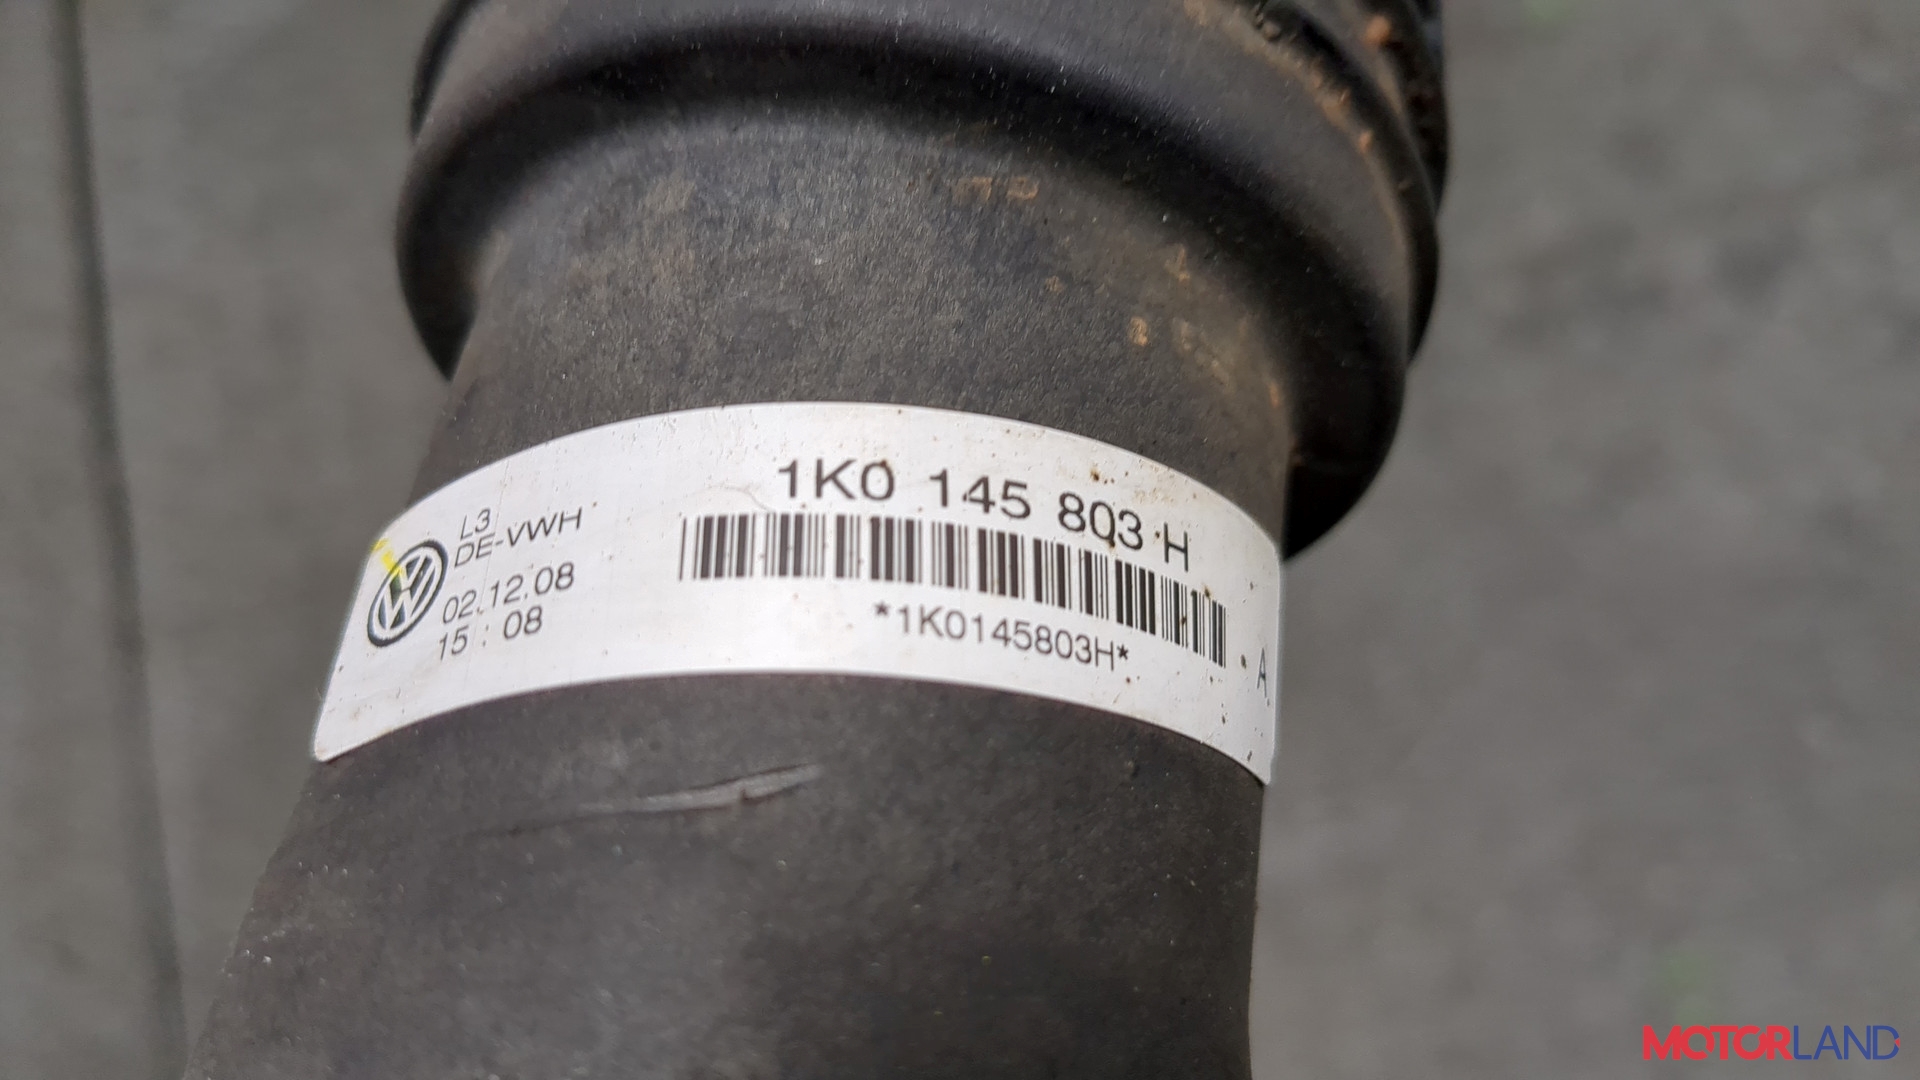 1K0 145 803 H
L3
DE-VWH
02.12.08
15 : 08
*1K0145803H*
A
MOTORLAND